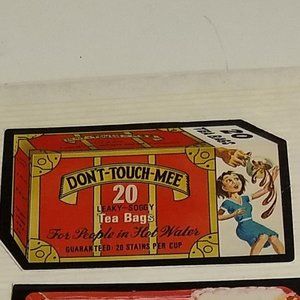 DON'T-TOUCH-MEE
20
LEAKY-SOGGY
Tea Bags
For People in Hot Water
GUARANTEED 20 STAINS PER CUP
20
TEA BAGS